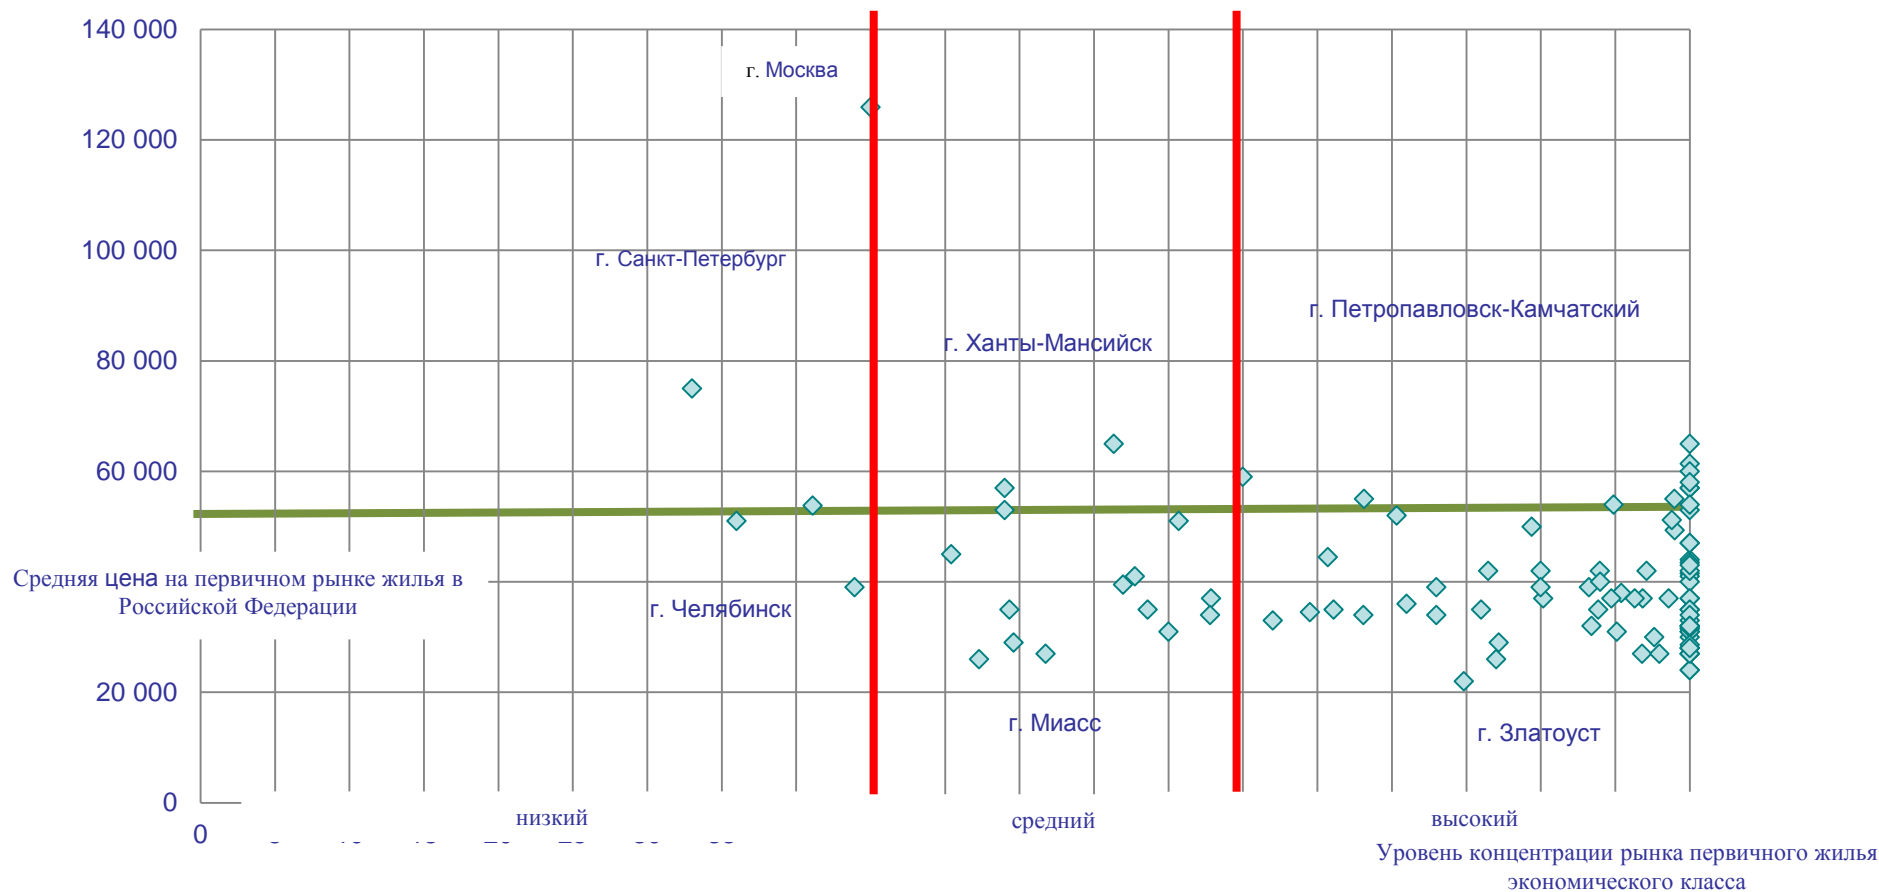 140 000
г. Москва
120 000
100 000
г. Санкт-Петербург
г. Петропавловск-Камчатский
г. Ханты-Мансийск
80 000
60 000
Средняя цена на первичном рынке жилья в
Российской Федерации
г. Челябинск
20 000
г. Миасс
г. Златоуст
0
низкий
средний
высокий
0
Уровень концентрации рынка первичного жилья
экономического класса